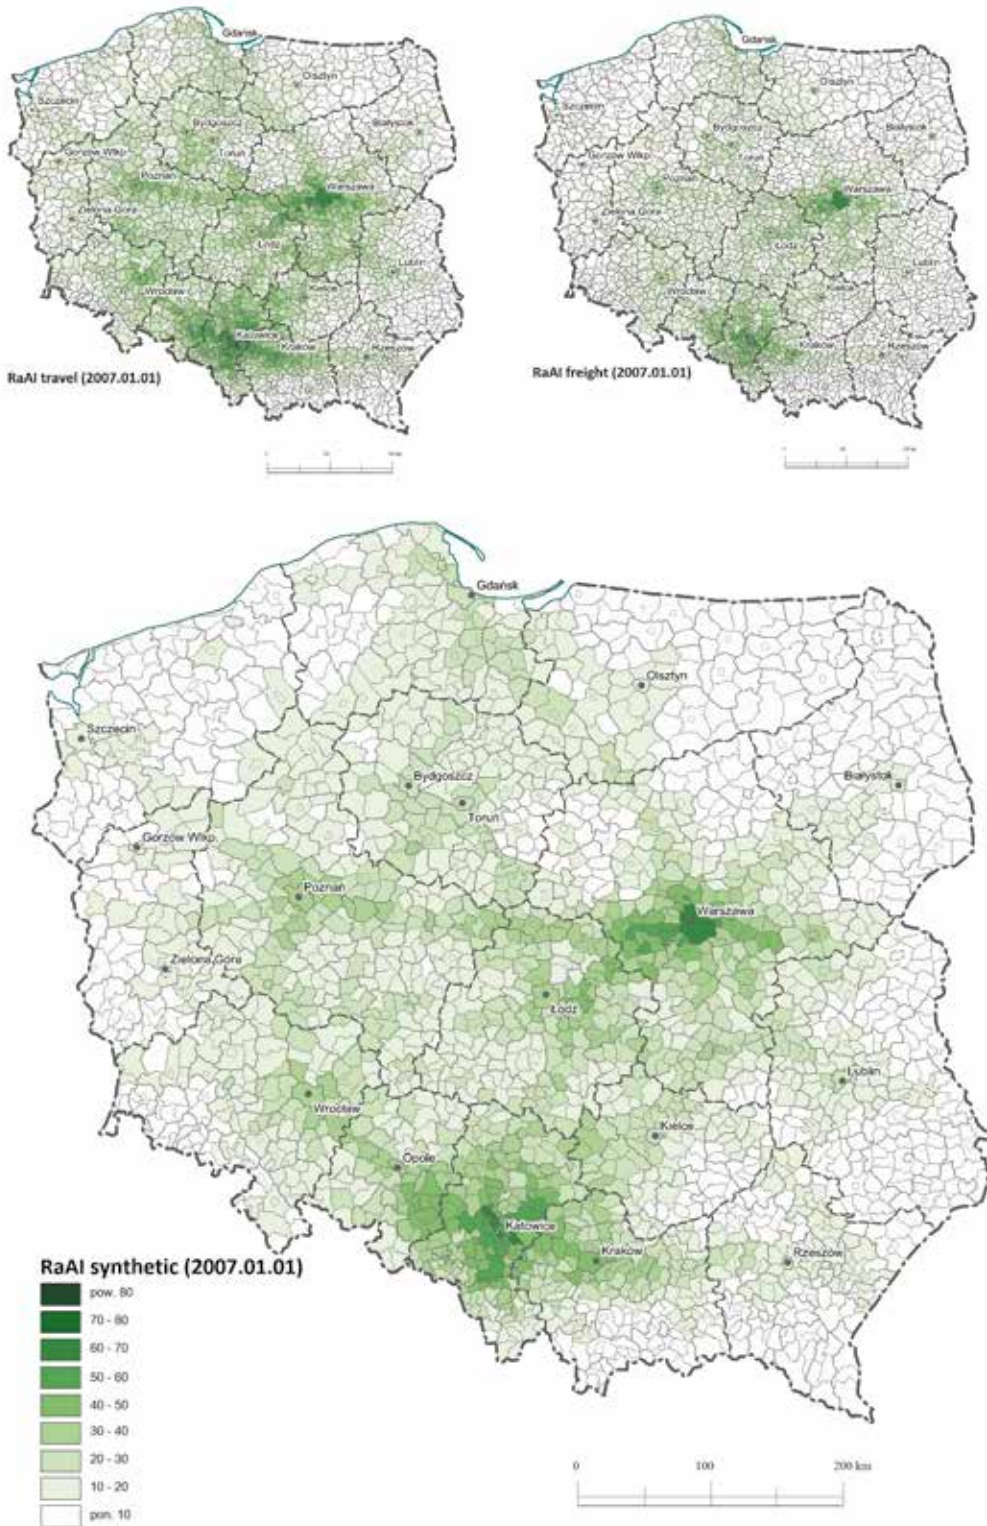 Gdańsk
Olsztyn
Szczecin
Bydgoszcz
Białystok
Gorzów Wlkp.
Toruń
Poznań
Warszawa
Zielona Góra
Łódź
Lublin
Wrocław
Kielce
Katowice
Kraków
Rzeszów
RaAI travel (2007.01.01)
Gdańsk
Olsztyn
Szczecin
Bydgoszcz
Białystok
Gorzów Wlkp.
Toruń
Poznań
Warszawa
Zielona Góra
Łódź
Lublin
Wrocław
Kielce
Kraków
Rzeszów
RaAI freight (2007.01.01)
Gdańsk
Olsztyn
Szczecin
Bydgoszcz
Białystok
Toruń
Gorzów Wlkp.
Poznań
Warszawa
Zielona Góra
Łódź
Lublin
Wrocław
Kielce
Opole
Katowice
Kraków
Rzeszów
RaAI synthetic (2007.01.01)
pow. 80
70 - 80
60 - 70
50 - 60
40 - 50
30 - 40
20 - 30
10 - 20
pon. 10
0 100 200 km